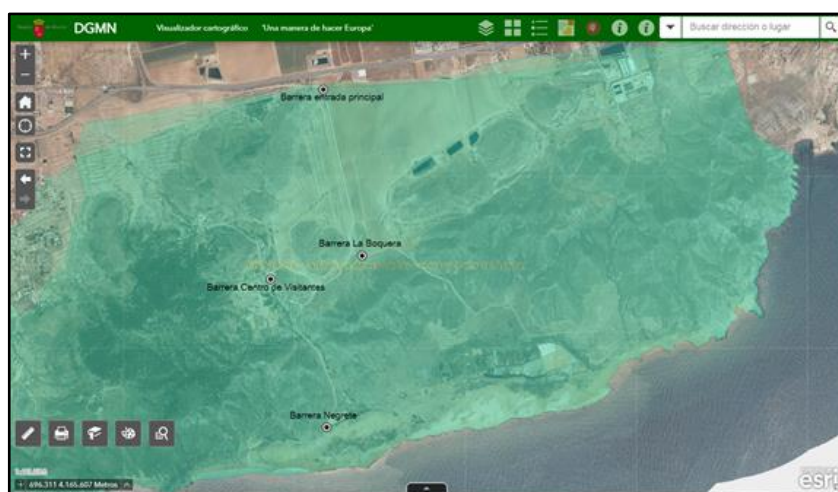 DGMN
Visualizador cartográfico 'Una manera de hacer Europa'
Buscar dirección o lugar
Barrera entrada principal
Barrera La Boquera
Barrera Centro de Visitantes
Barrera Negrete
696.311 4.165.607 Metros
esri